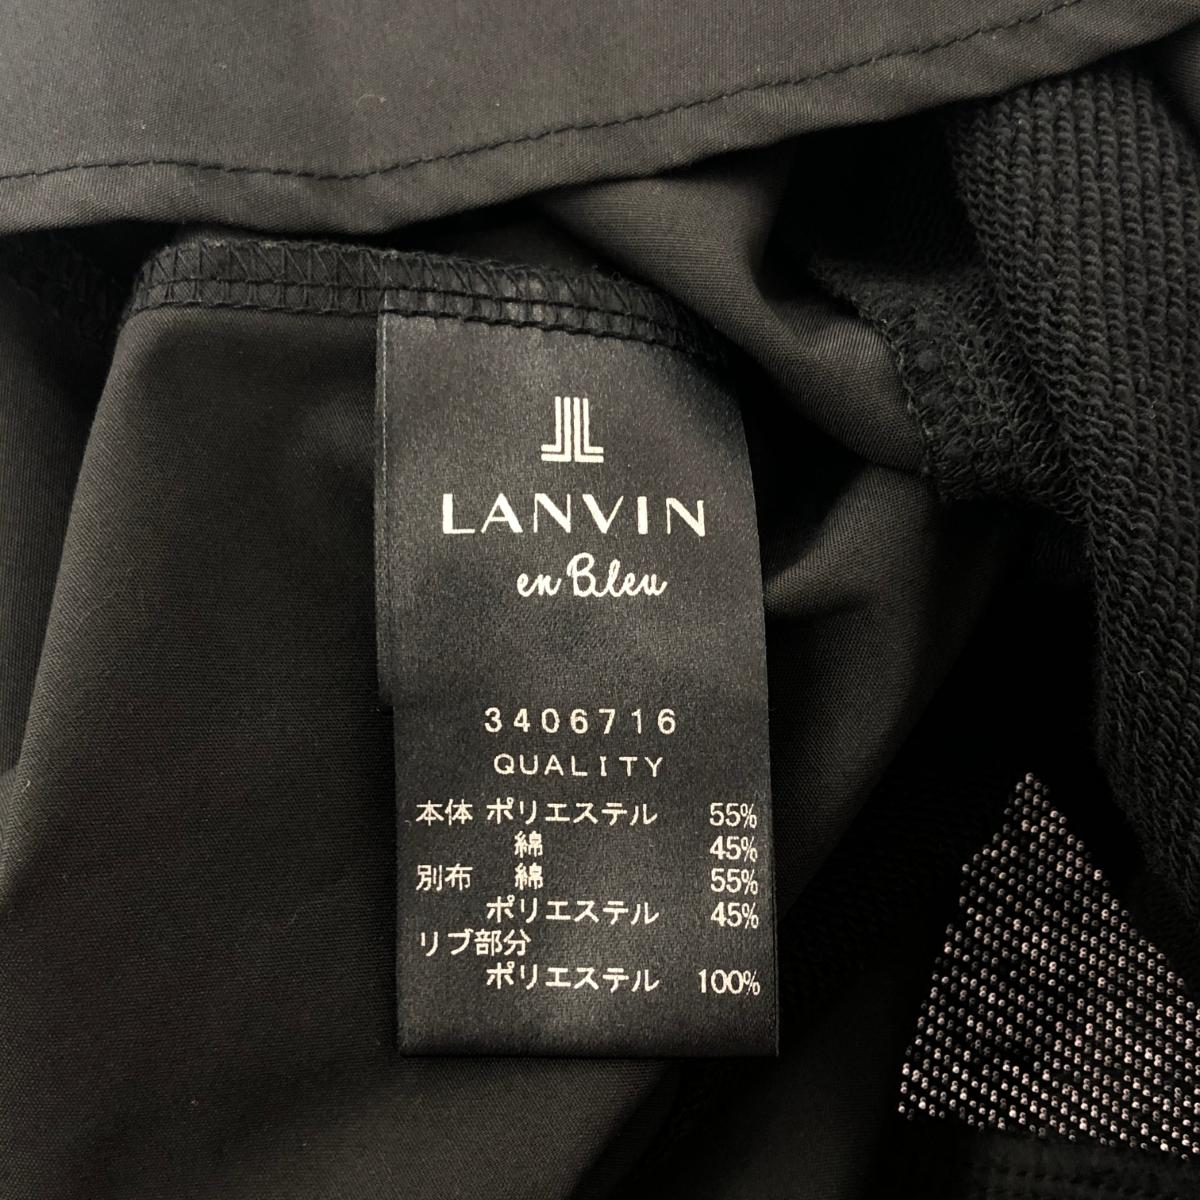 LANVIN
en Bleu
3406716
QUALITY
本体 ポリエステル 55%
綿 45%
別布 綿 55%
ポリエステル 45%
リブ部分
ポリエステル 100%